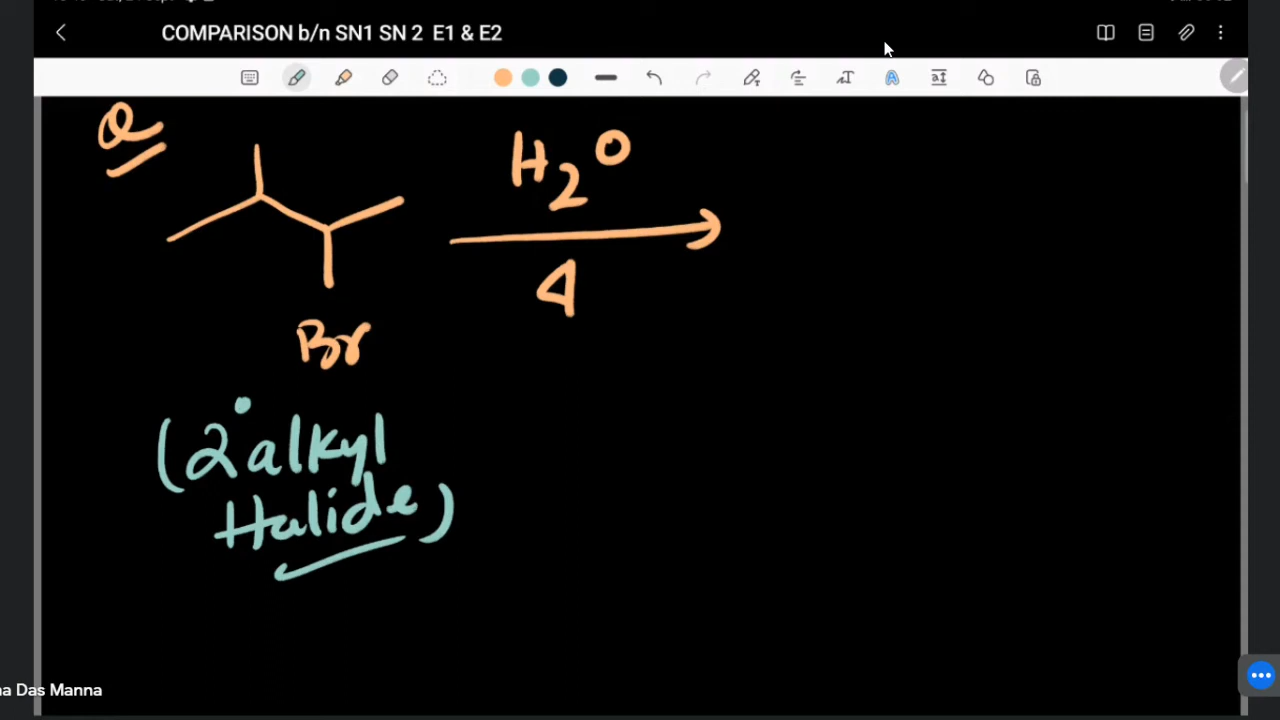 COMPARISON b/n SN1 SN 2 E1 & E2
Q
H2O
Δ
Br
(2° alkyl
Halide)
a Das Manna